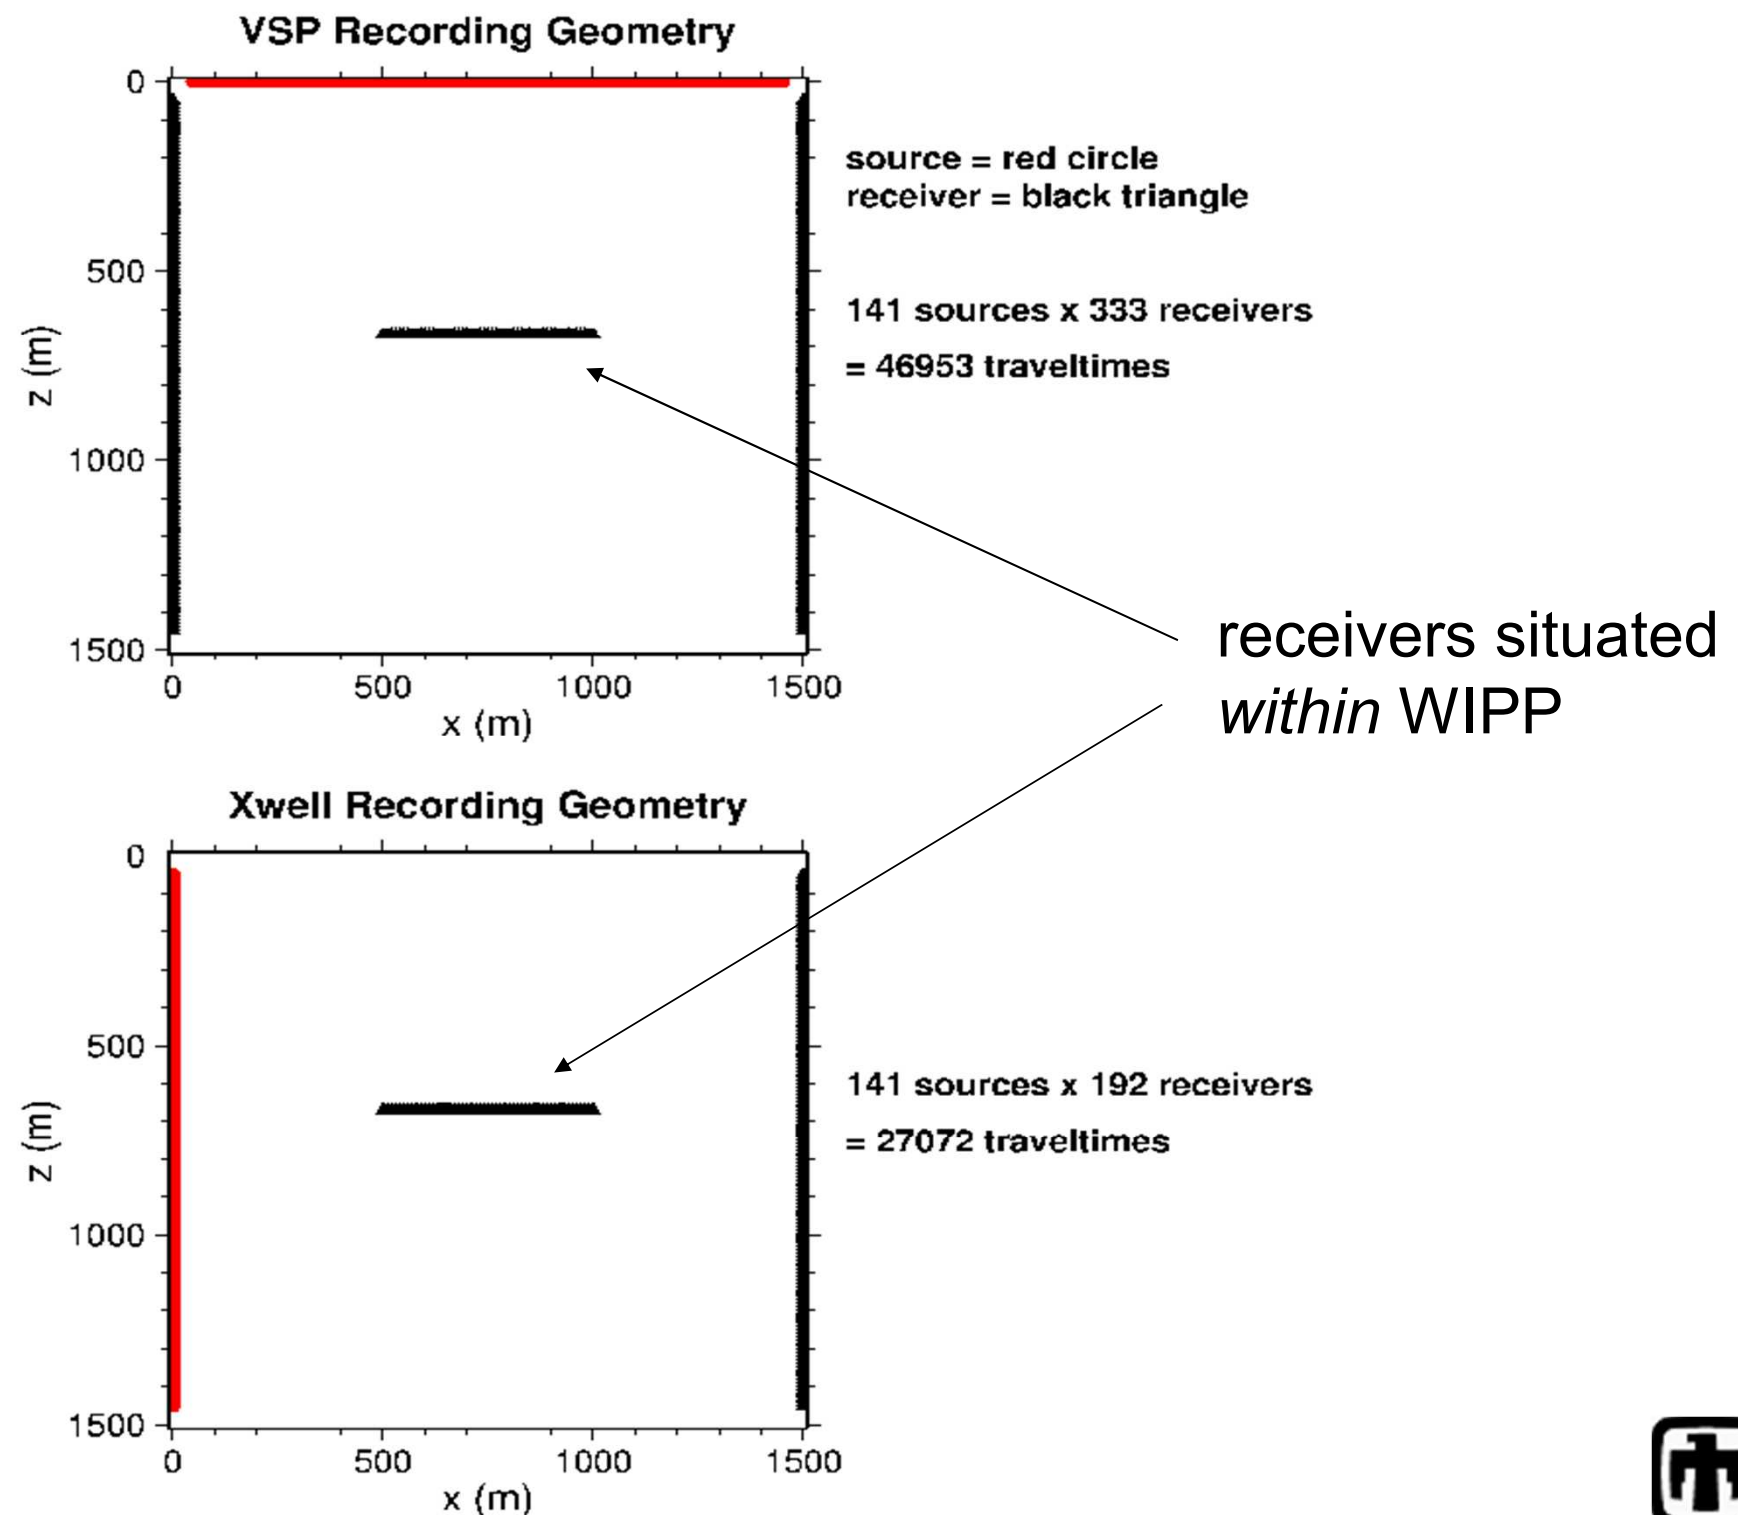 VSP Recording Geometry
0
500
1000
1500
z (m)
0 500 1000 1500
x (m)
source = red circle
receiver = black triangle
141 sources x 333 receivers
= 46953 traveltimes
receivers situated
within WIPP
Xwell Recording Geometry
0
500
1000
1500
z (m)
0 500 1000 1500
x (m)
141 sources x 192 receivers
= 27072 traveltimes